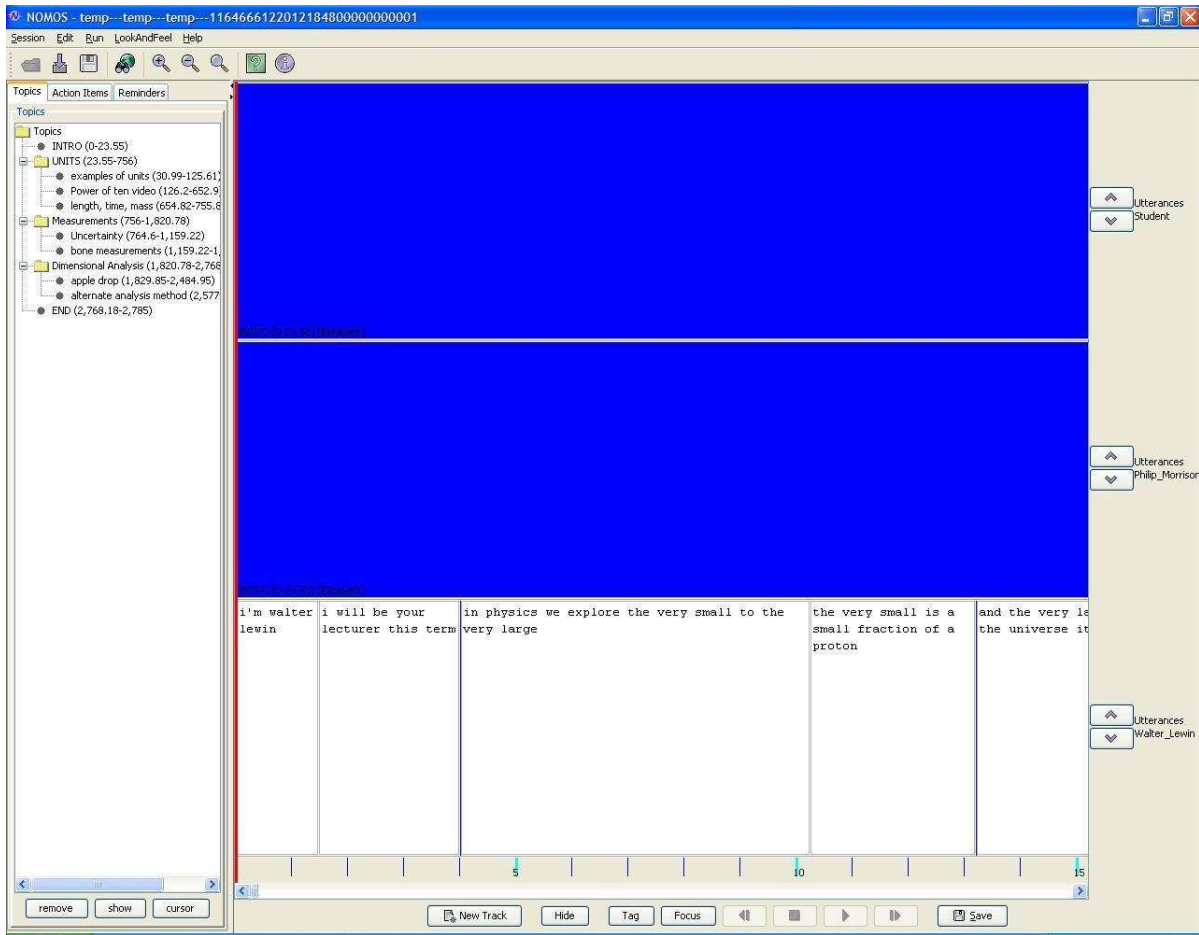 NOMOS - temp---temp---temp---1164666122012184800000000001
Session Edit Run LookAndFeel Help
Topics Action Items Reminders
Topics
Topics
INTRO (0-23.55)
UNITS (23.55-756)
examples of units (30.99-125.61)
Power of ten video (126.2-652.9
length, time, mass (654.82-755.8
Measurements (756-1,820.78)
Uncertainty (764.6-1,159.22)
bone measurements (1,159.22-1,
Dimensional Analysis (1,820.78-2,768
apple drop (1,829.85-2,484.95)
alternate analysis method (2,577
END (2,768.18-2,785)
remove show cursor
Utterances
Student
Utterances
Philip_Morrison
i'm walter
lewin
i will be your
lecturer this term
in physics we explore the very small to the
very large
the very small is a
small fraction of a
proton
and the very la
the universe it
Utterances
Walter_Lewin
5 10 15
New Track Hide Tag Focus Save